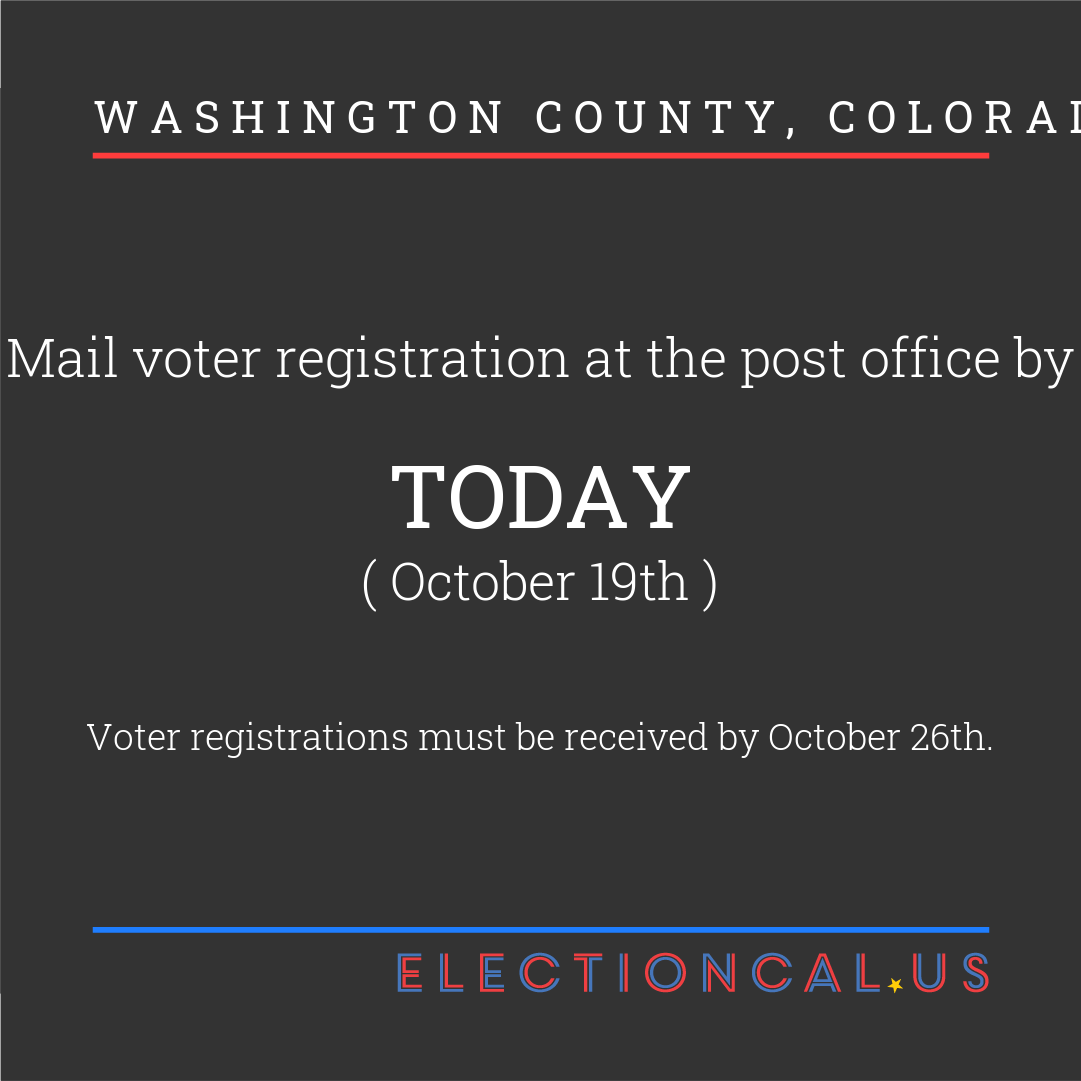 WASHINGTON COUNTY, COLORA
Mail voter registration at the post office by
TODAY
( October 19th )
Voter registrations must be received by October 26th.
ELECTIONCAL.US